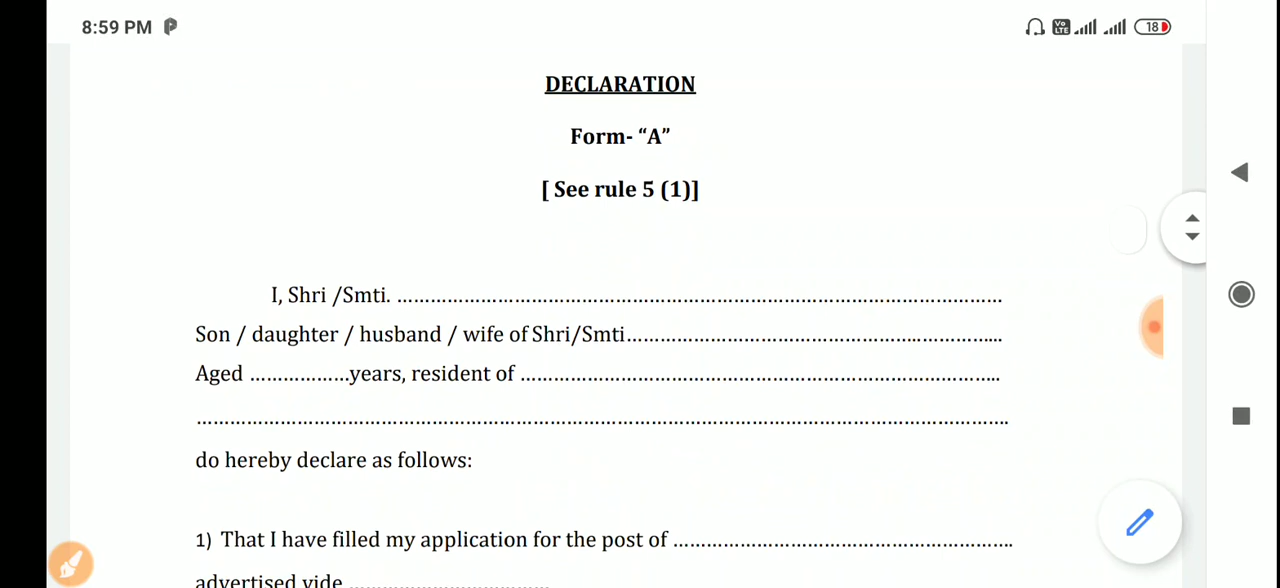 8:59 PM
Vo LTE 18
DECLARATION
Form- “A”
[ See rule 5 (1)]
I, Shri /Smti. ………………………………………………………………………………………………
Son / daughter / husband / wife of Shri/Smti………………………………………………..…………...
Aged ………………years, resident of …………………………………………………………………………..
……………………………………………………………………………………………………………………………….
do hereby declare as follows:
1) That I have filled my application for the post of …………………………………………………….
advertised vide ………………………………